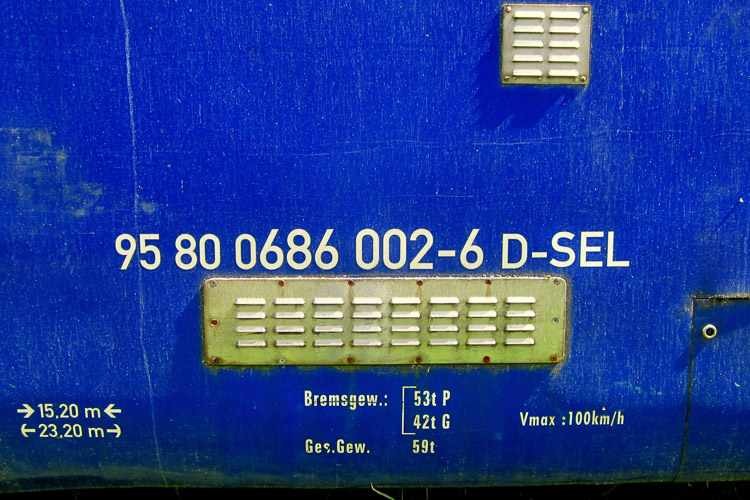 95 80 0686 002-6 D-SEL
→15,20 m←
←23,20 m→
Bremsgew.: 53t P
42t G
Ges.Gew. 59t
Vmax :100km/h